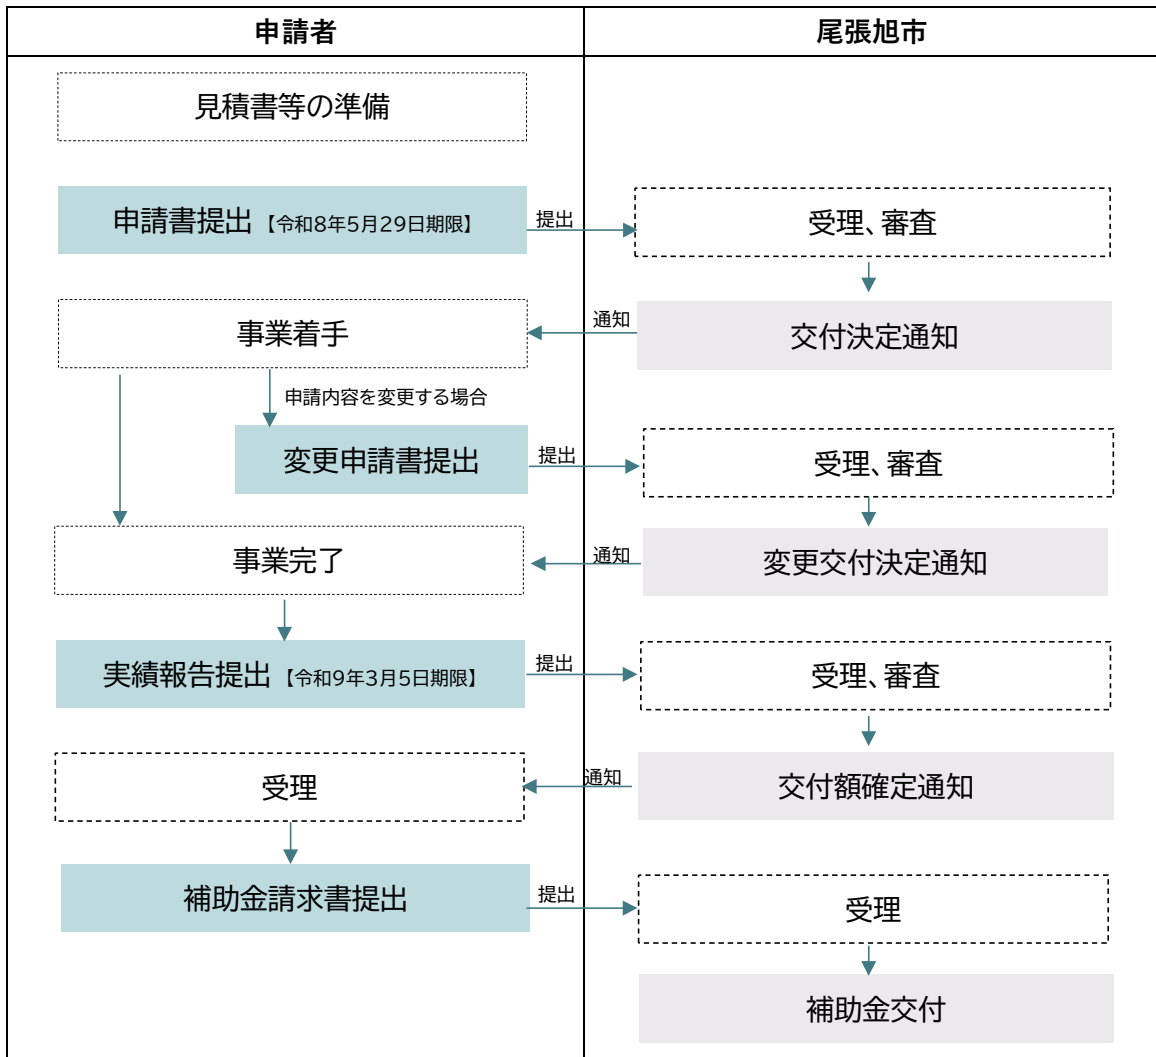 申請者
尾張旭市
見積書等の準備
申請書提出【令和8年5月29日期限】
提出
受理、審査
事業着手
通知
交付決定通知
申請内容を変更する場合
変更申請書提出
提出
受理、審査
事業完了
通知
変更交付決定通知
実績報告提出【令和9年3月5日期限】
提出
受理、審査
受理
通知
交付額確定通知
補助金請求書提出
提出
受理
補助金交付